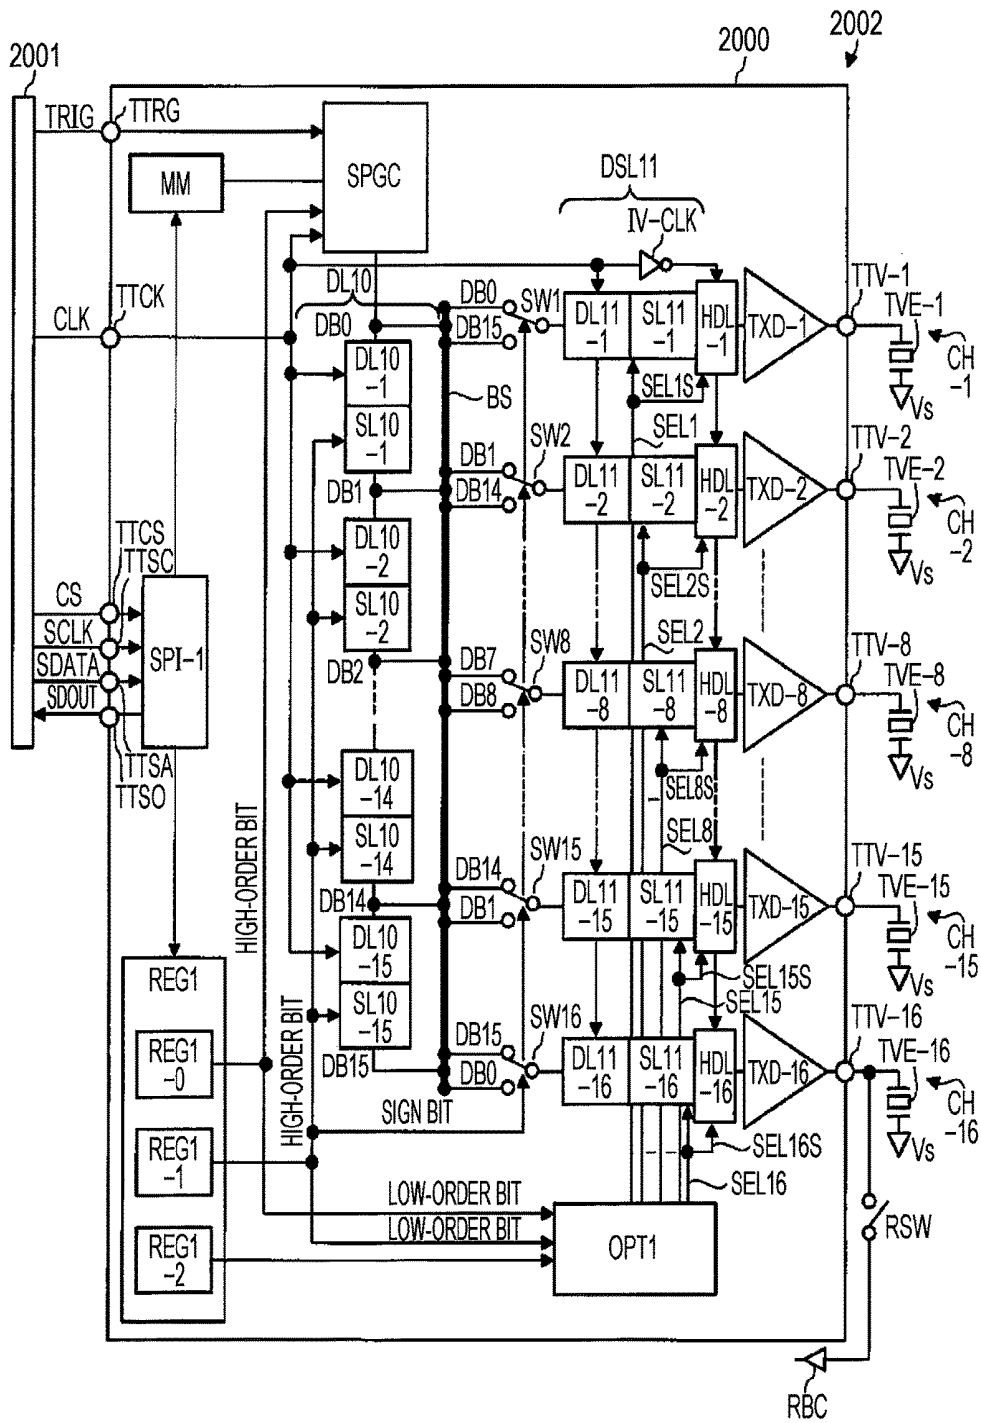 2002
2001
2000
TRIG
TTRG
SPGC
MM
DSL11
IV-CLK
CLK
TTCK
DL10
DB0
DB0
DB15
SW1
DL11
-1
SL11
-1
HDL
-1
TXD-1
TTV-1
TVE-1
CH
-1
Vs
DL10
-1
SL10
-1
BS
SEL1S
SEL1
DB1
DB1
DB14
SW2
DL11
-2
SL11
-2
HDL
-2
TXD-2
TTV-2
TVE-2
CH
-2
Vs
DL10
-2
SL10
-2
SEL2S
SEL2
TTCS
TTSC
CS
SCLK
SDATA
SDOUT
SPI-1
TTSA
TTSO
DB2
DB7
DB8
SW8
DL11
-8
SL11
-8
HDL
-8
TXD-8
TTV-8
TVE-8
CH
-8
Vs
DL10
-14
SL10
-14
SEL8S
SEL8
HIGH-ORDER BIT
DB14
DB14
DB1
SW15
DL11
-15
SL11
-15
HDL
-15
TXD-15
TTV-15
TVE-15
CH
-15
Vs
DL10
-15
SL10
-15
SEL15S
SEL15
REG1
REG1
-0
HIGH-ORDER BIT
DB15
DB15
DB0
SW16
DL11
-16
SL11
-16
HDL
-16
TXD-16
TTV-16
TVE-16
CH
-16
Vs
SIGN BIT
REG1
-1
SEL16S
SEL16
LOW-ORDER BIT
LOW-ORDER BIT
REG1
-2
OPT1
RSW
RBC